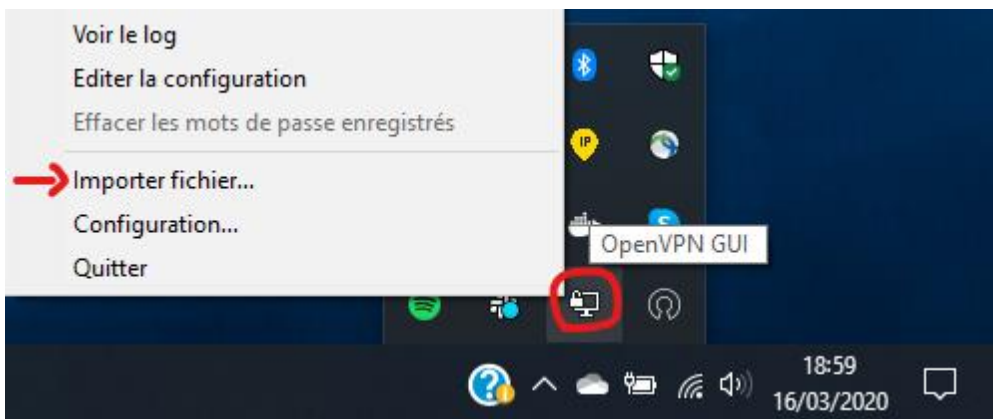 Voir le log
Editer la configuration
Effacer les mots de passe enregistrés
IP
Importer fichier...
Configuration...
S
OpenVPN GUI
Quitter
18:59
16/03/2020